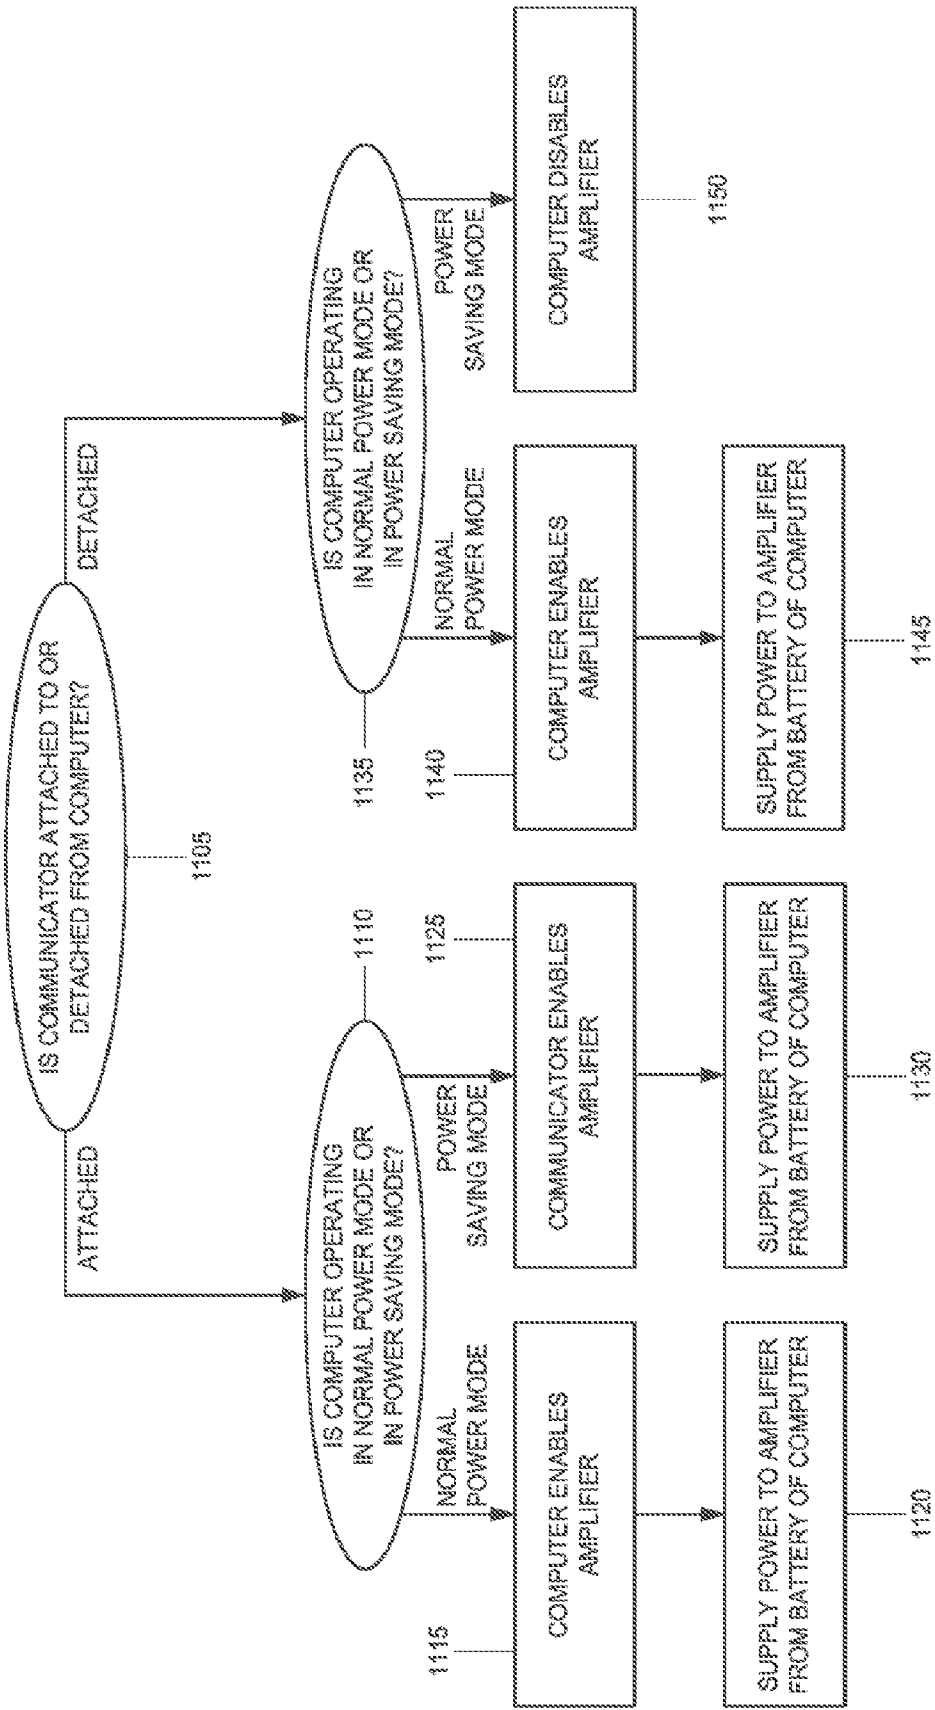 IS COMMUNICATOR ATTACHED TO OR
DETACHED FROM COMPUTER?
1105
ATTACHED
DETACHED
IS COMPUTER OPERATING
IN NORMAL POWER MODE OR
IN POWER SAVING MODE?
1110
IS COMPUTER OPERATING
IN NORMAL POWER MODE OR
IN POWER SAVING MODE?
1135
NORMAL
POWER MODE
POWER
SAVING MODE
NORMAL
POWER MODE
POWER
SAVING MODE
1115
COMPUTER ENABLES
AMPLIFIER
1125
COMMUNICATOR ENABLES
AMPLIFIER
1140
COMPUTER ENABLES
AMPLIFIER
COMPUTER DISABLES
AMPLIFIER
1150
SUPPLY POWER TO AMPLIFIER
FROM BATTERY OF COMPUTER
1120
SUPPLY POWER TO AMPLIFIER
FROM BATTERY OF COMPUTER
1130
SUPPLY POWER TO AMPLIFIER
FROM BATTERY OF COMPUTER
1145